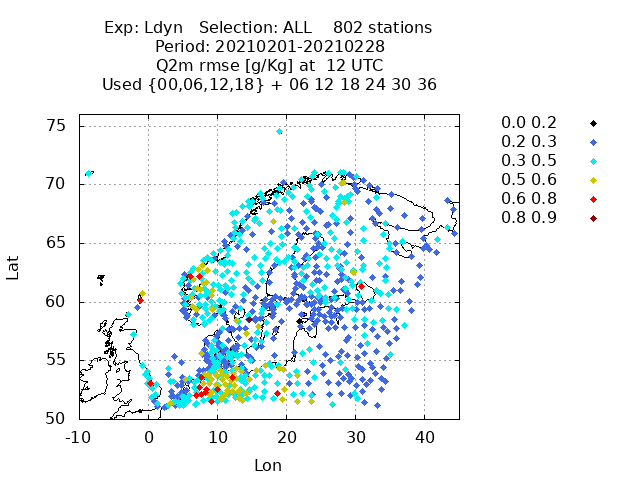 Exp: Ldyn Selection: ALL 802 stations
Period: 20210201-20210228
Q2m rmse [g/Kg] at 12 UTC
Used {00,06,12,18} + 06 12 18 24 30 36
75
70
65
60
55
50
-10 0 10 20 30 40
Lat
Lon
0.0 0.2
0.2 0.3
0.3 0.5
0.5 0.6
0.6 0.8
0.8 0.9